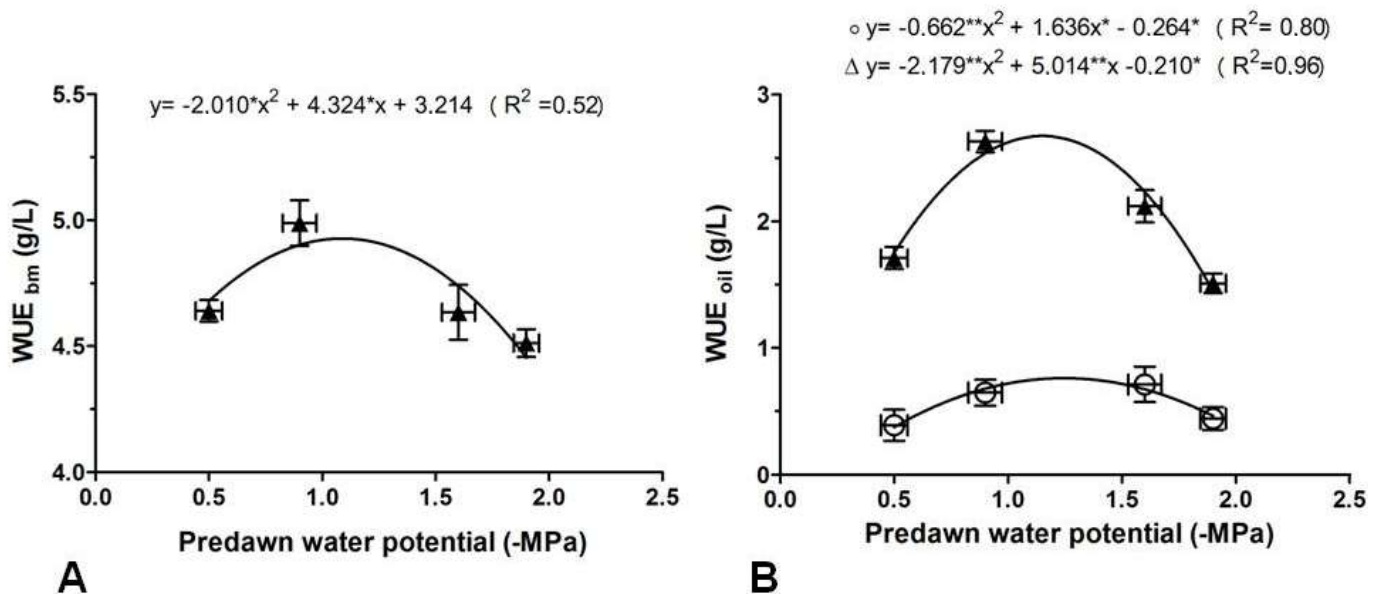 y= -2.010*x² + 4.324*x + 3.214 ( R² =0.52)
5.5
5.0
4.5
4.0
WUE bm (g/L)
0.0 0.5 1.0 1.5 2.0 2.5
Predawn water potential (-MPa)
A
○ y= -0.662**x² + 1.636x* - 0.264* ( R²= 0.80)
Δ y= -2.179**x² + 5.014**x -0.210* ( R²=0.96)
3
2
1
0
WUE oil (g/L)
0.0 0.5 1.0 1.5 2.0 2.5
Predawn water potential (-MPa)
B